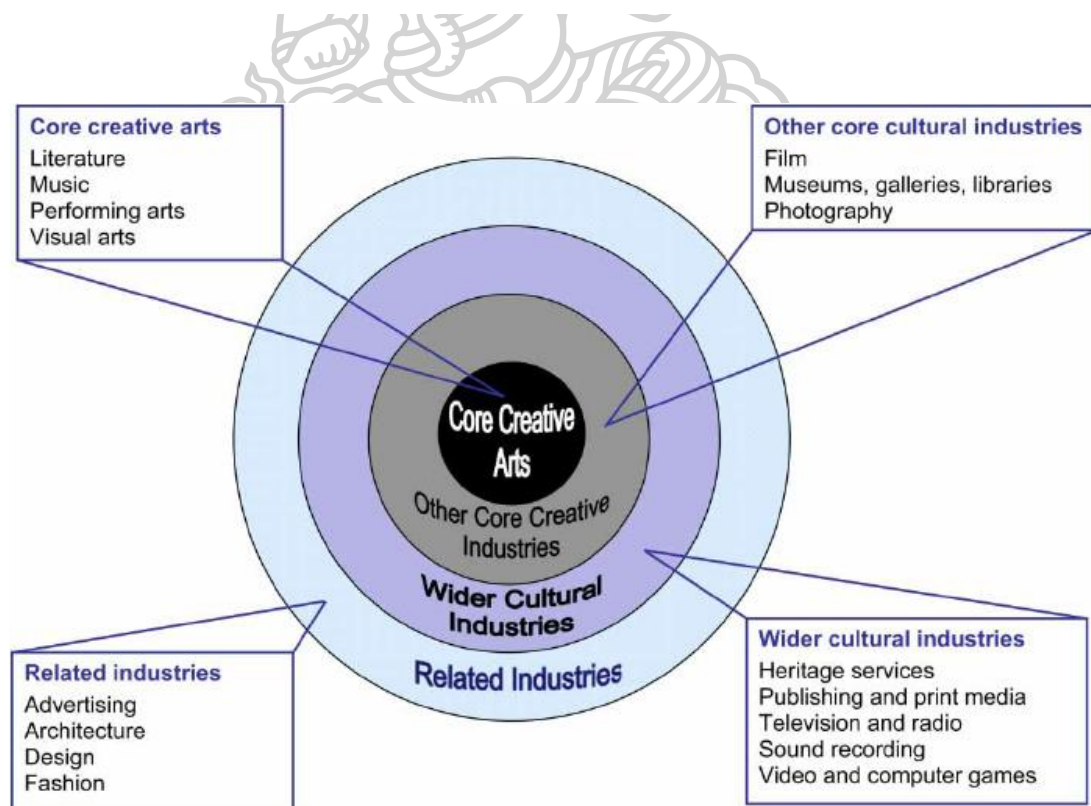 Core creative arts
Literature
Music
Performing arts
Visual arts
Other core cultural industries
Film
Museums, galleries, libraries
Photography
Core Creative
Arts
Other Core Creative
Industries
Wider Cultural
Industries
Related Industries
Related industries
Advertising
Architecture
Design
Fashion
Wider cultural industries
Heritage services
Publishing and print media
Television and radio
Sound recording
Video and computer games